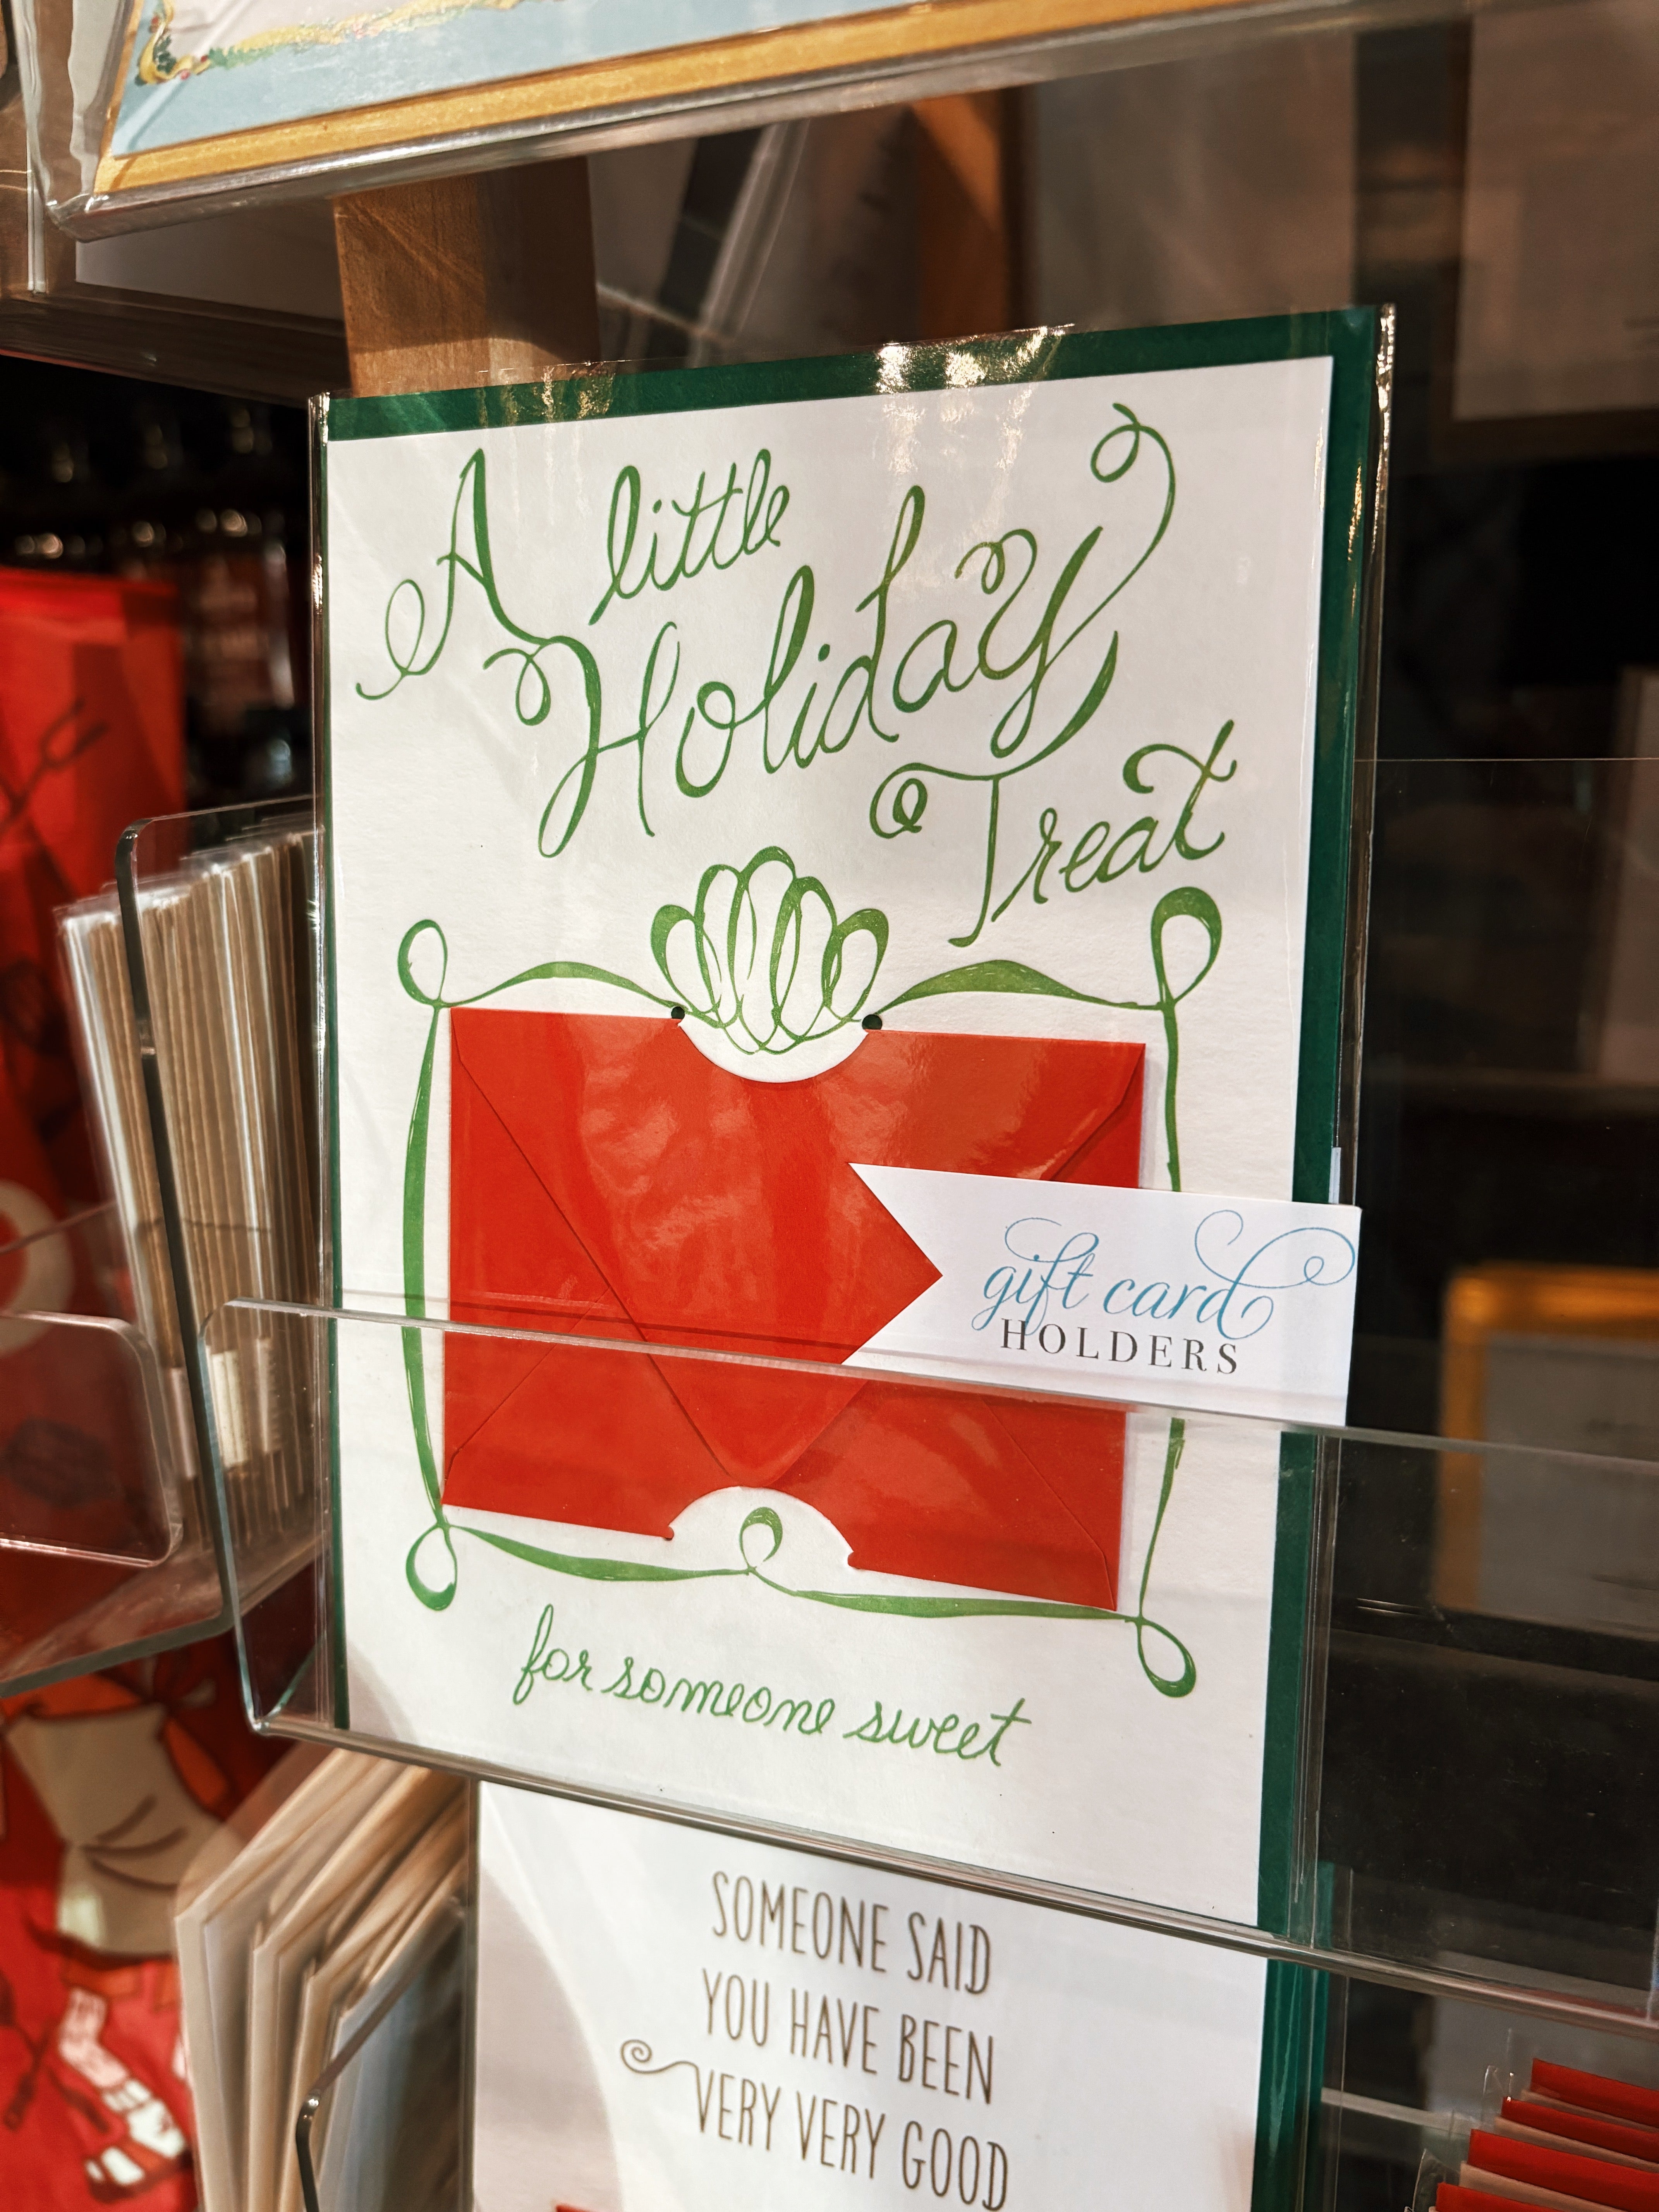 A little
Holiday
Treat
gift card
HOLDERS
for someone sweet
SOMEONE SAID
YOU HAVE BEEN
VERY VERY GOOD